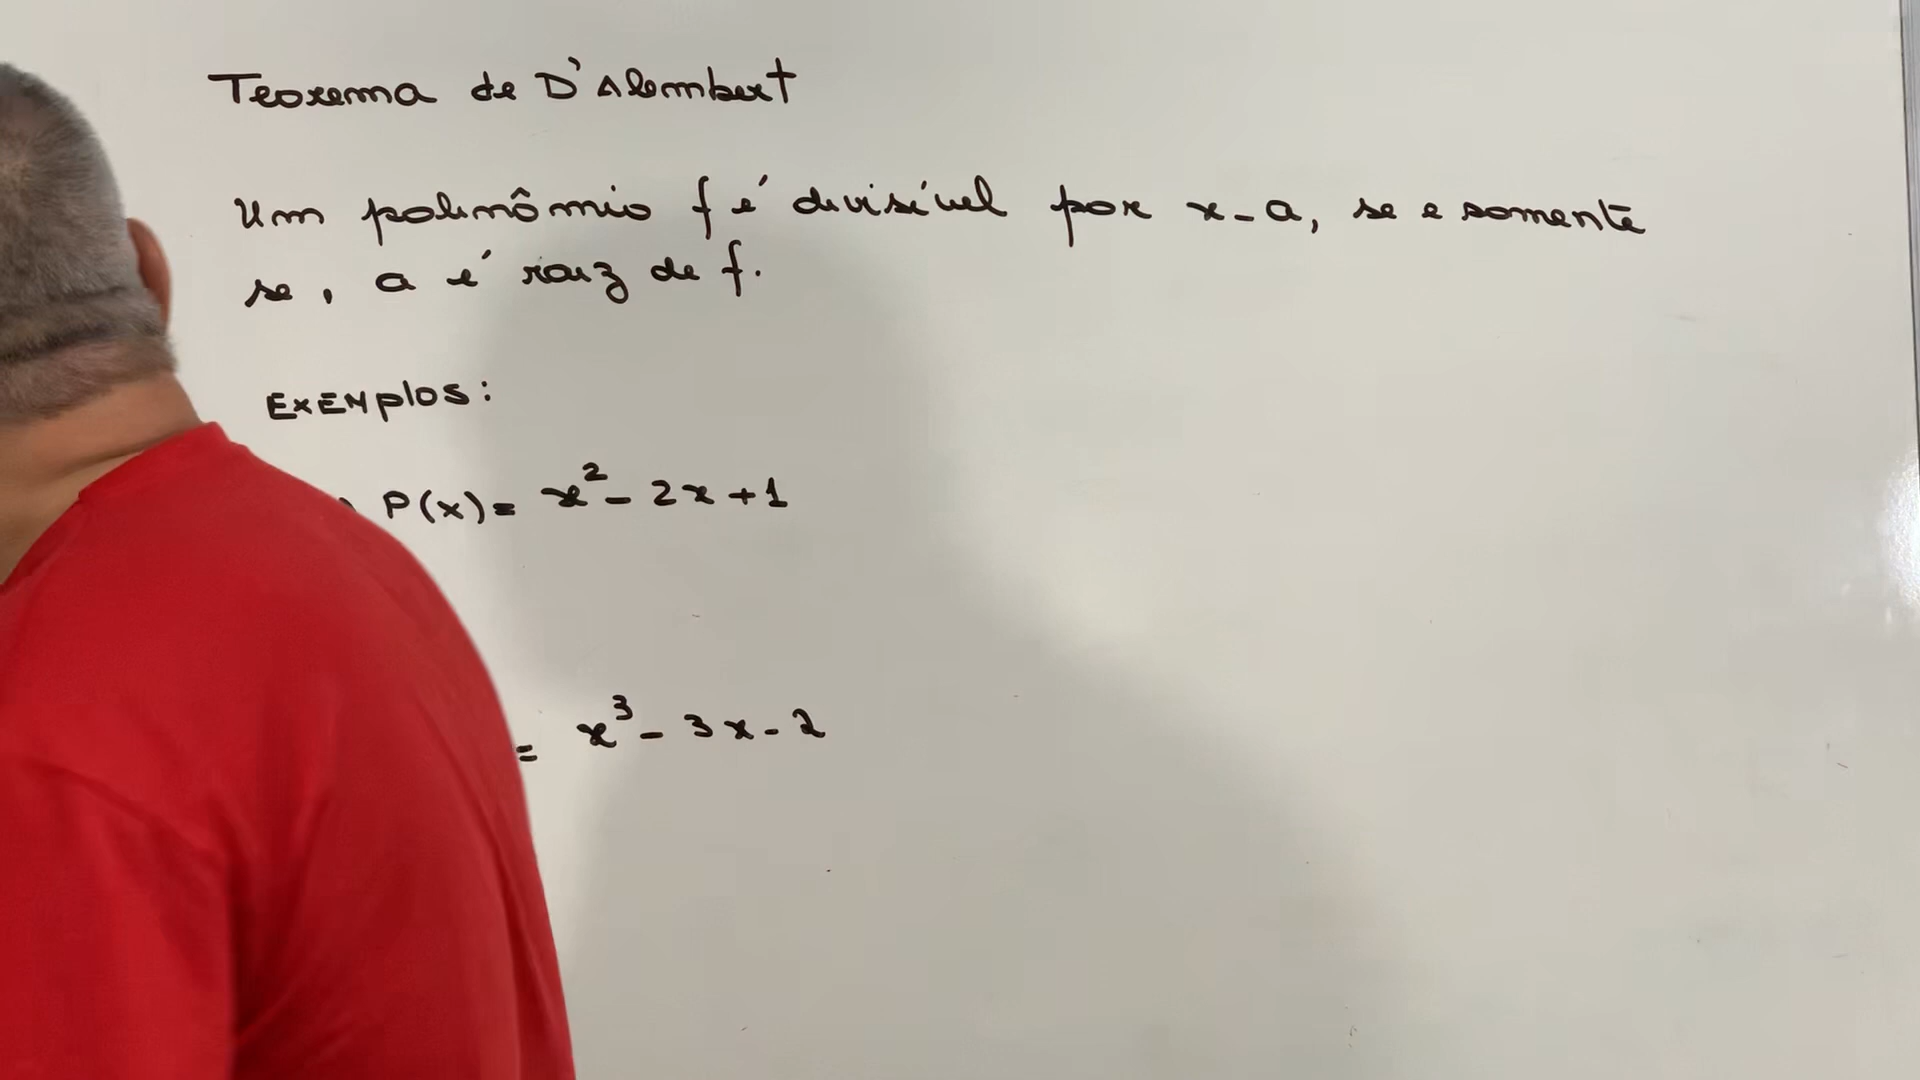 Teorema de D'Alembert
Um polinômio f é divisível por x-a, se e somente
se, a é raiz de f.
EXEMPlos:
) P(x)= x²- 2x+1
= x³- 3x-2